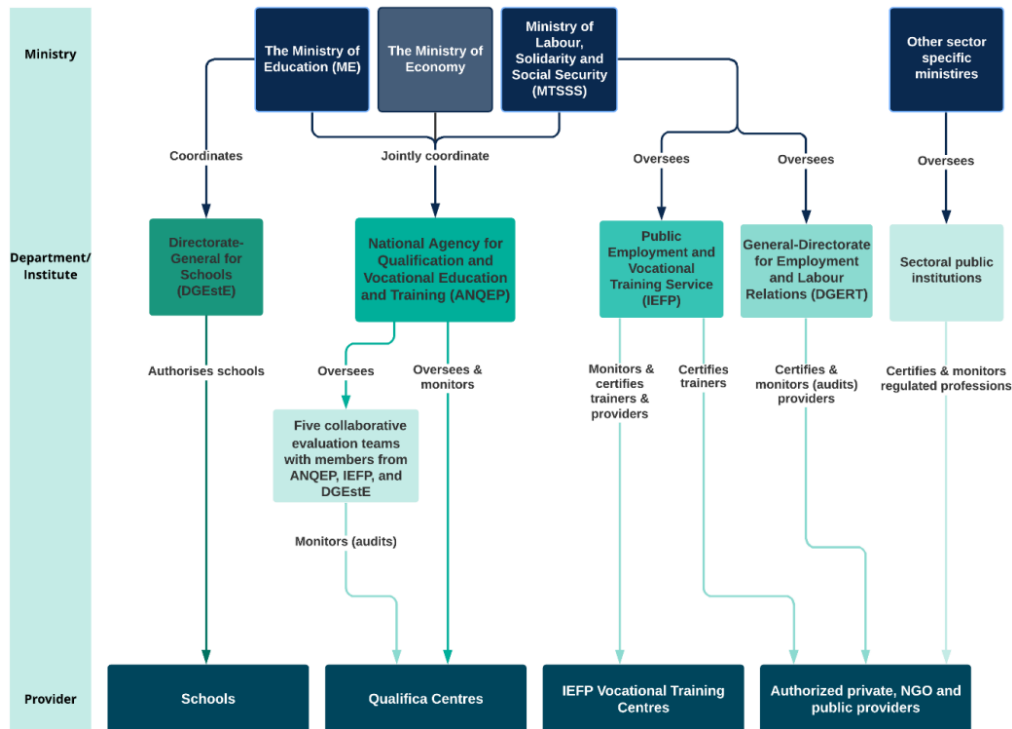 Ministry
The Ministry of
Education (ME)
The Ministry of
Economy
Ministry of
Labour,
Solidarity and
Social Security
(MTSSS)
Other sector
specific
ministires
Coordinates
Jointly coordinate
Oversees
Oversees
Oversees
Department/
Institute
Directorate-
General for
Schools
(DGEstE)
National Agency for
Qualification and
Vocational Education
and Training (ANQEP)
Public
Employment and
Vocational
Training Service
(IEFP)
General-Directorate
for Employment
and Labour
Relations (DGERT)
Sectoral public
institutions
Authorises schools
Oversees
Oversees &
monitors
Monitors &
certifies
trainers &
providers
Certifies
trainers
Certifies &
monitors (audits)
providers
Certifies & monitors
regulated professions
Five collaborative
evaluation teams
with members from
ANQEP, IEFP, and
DGEstE
Monitors (audits)
Provider
Schools
Qualifica Centres
IEFP Vocational Training
Centres
Authorized private, NGO and
public providers